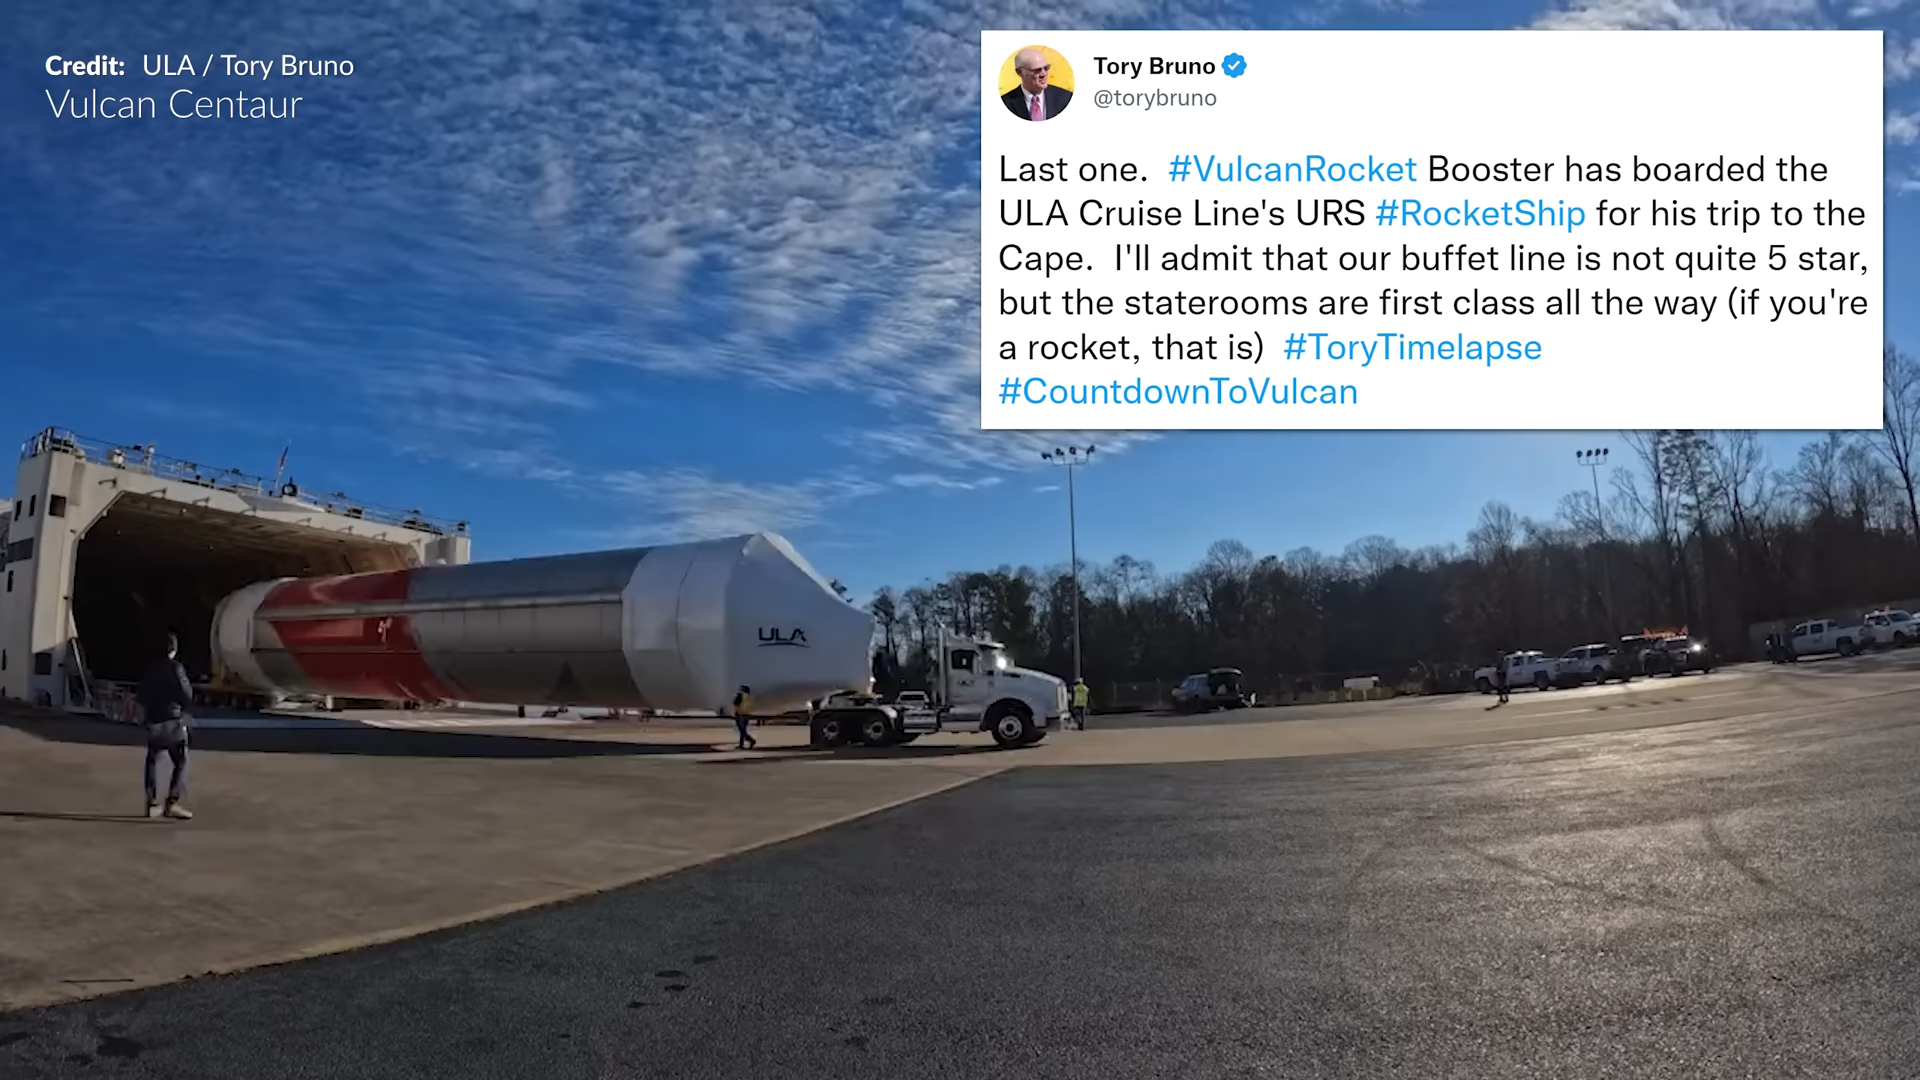 Credit: ULA / Tory Bruno
Vulcan Centaur
Tory Bruno
@torybruno
Last one. #VulcanRocket Booster has boarded the
ULA Cruise Line's URS #RocketShip for his trip to the
Cape. I'll admit that our buffet line is not quite 5 star,
but the staterooms are first class all the way (if you're
a rocket, that is) #ToryTimelapse
#CountdownToVulcan
ULA